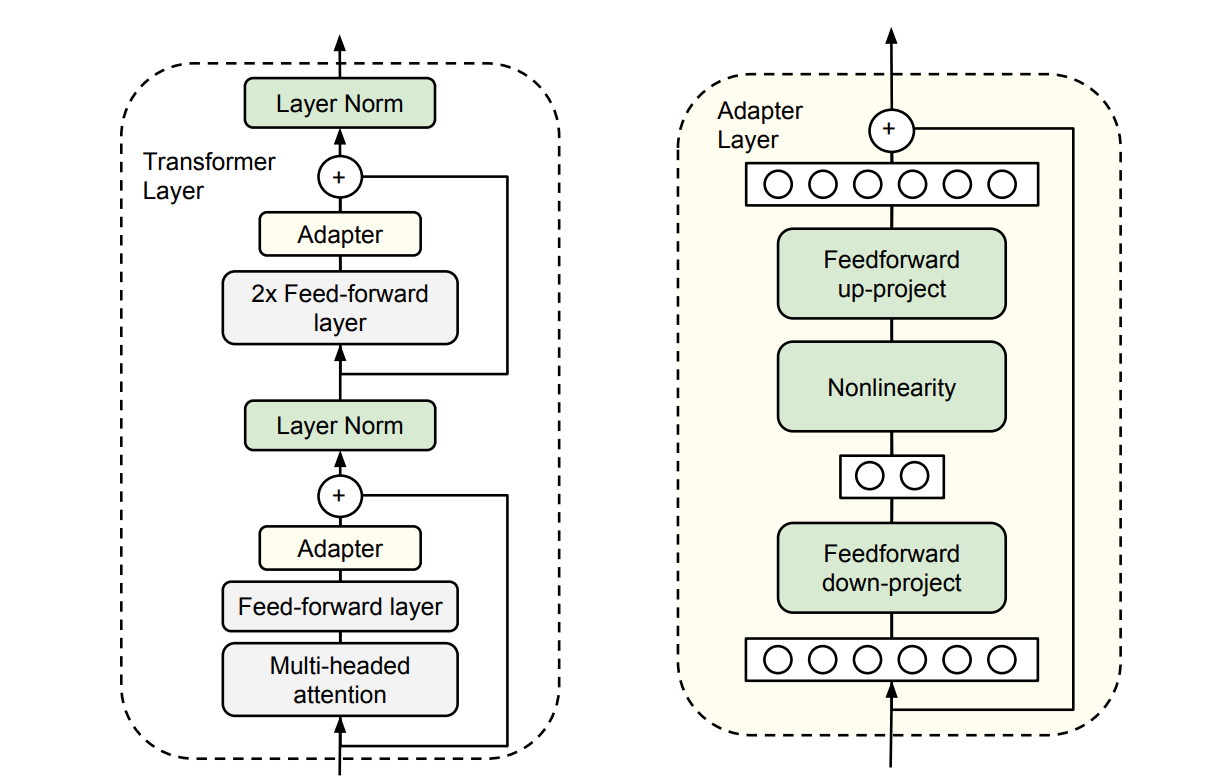 Layer Norm
Transformer
Layer
+
Adapter
2x Feed-forward
layer
Layer Norm
+
Adapter
Feed-forward layer
Multi-headed
attention
Adapter
Layer
+
Feedforward
up-project
Nonlinearity
Feedforward
down-project